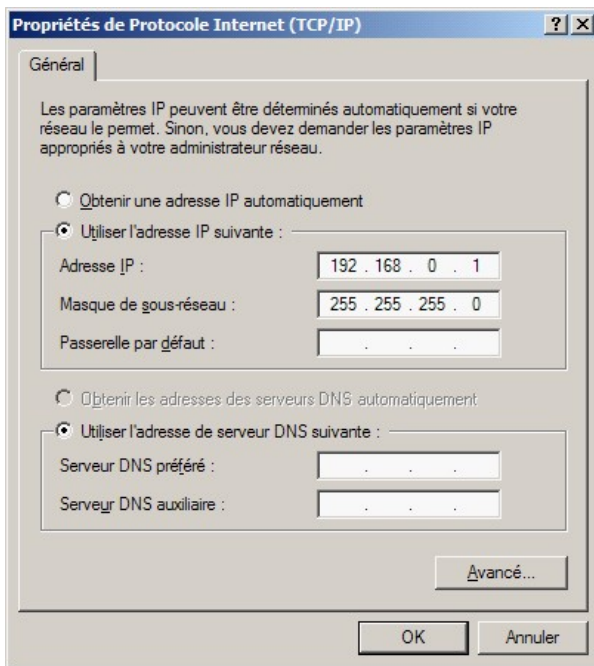 Propriétés de Protocole Internet (TCP/IP)
Général
Les paramètres IP peuvent être déterminés automatiquement si votre
réseau le permet. Sinon, vous devez demander les paramètres IP
appropriés à votre administrateur réseau.
Obtenir une adresse IP automatiquement
Utiliser l'adresse IP suivante :
Adresse IP : 192 . 168 . 0 . 1
Masque de sous-réseau : 255 . 255 . 255 . 0
Passerelle par défaut : . . .
Obtenir les adresses des serveurs DNS automatiquement
Utiliser l'adresse de serveur DNS suivante :
Serveur DNS préféré : . . .
Serveur DNS auxiliaire : . . .
Avancé...
OK Annuler